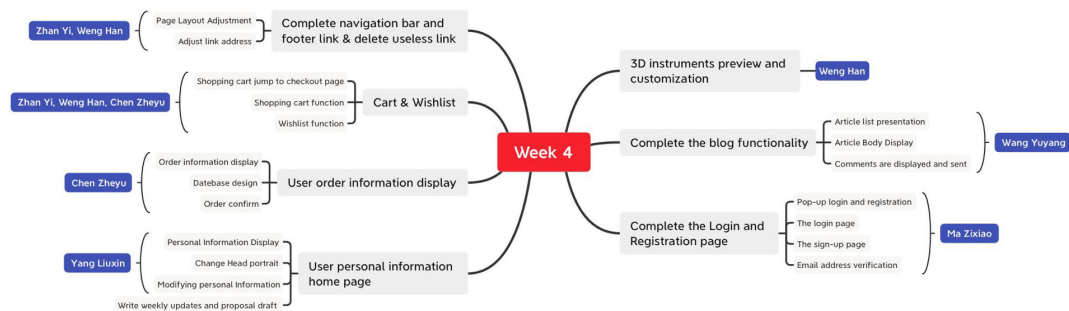 Week 4
Complete navigation bar and
footer link & delete useless link
Page Layout Adjustment
Adjust link address
Zhan Yi, Weng Han
Cart & Wishlist
Shopping cart jump to checkout page
Shopping cart function
Wishlist function
Zhan Yi, Weng Han, Chen Zheyu
User order information display
Order information display
Datebase design
Order confirm
Chen Zheyu
User personal information
home page
Personal Information Display
Change Head portrait
Modifying personal Information
Write weekly updates and proposal draft
Yang Liuxin
3D instruments preview and
customization
Weng Han
Complete the blog functionality
Article list presentation
Article Body Display
Comments are displayed and sent
Wang Yuyang
Complete the Login and
Registration page
Pop-up login and registration
The login page
The sign-up page
Email address verification
Ma Zixiao